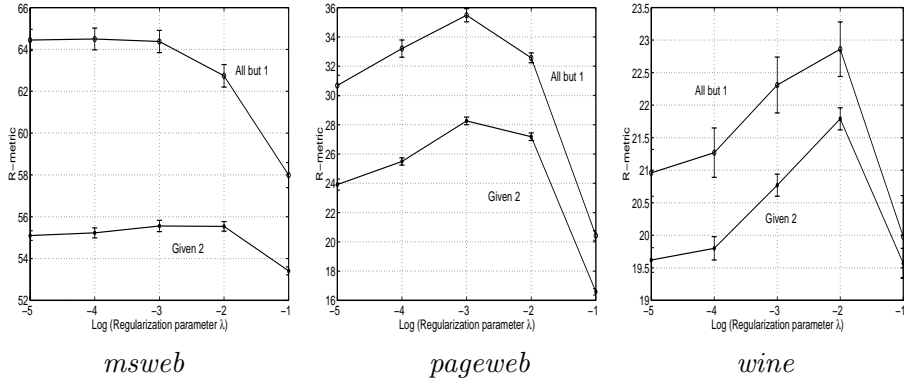 66
64
62
60
58
56
54
52
R-metric
All but 1
Given 2
-5 -4 -3 -2 -1
Log (Regularization parameter λ)
msweb
36
34
32
30
28
26
24
22
20
18
16
R-metric
All but 1
Given 2
-5 -4 -3 -2 -1
Log (Regularization parameter λ)
pageweb
23.5
23
22.5
22
21.5
21
20.5
20
19.5
19
R-metric
All but 1
Given 2
-5 -4 -3 -2 -1
Log (Regularization parameter λ)
wine